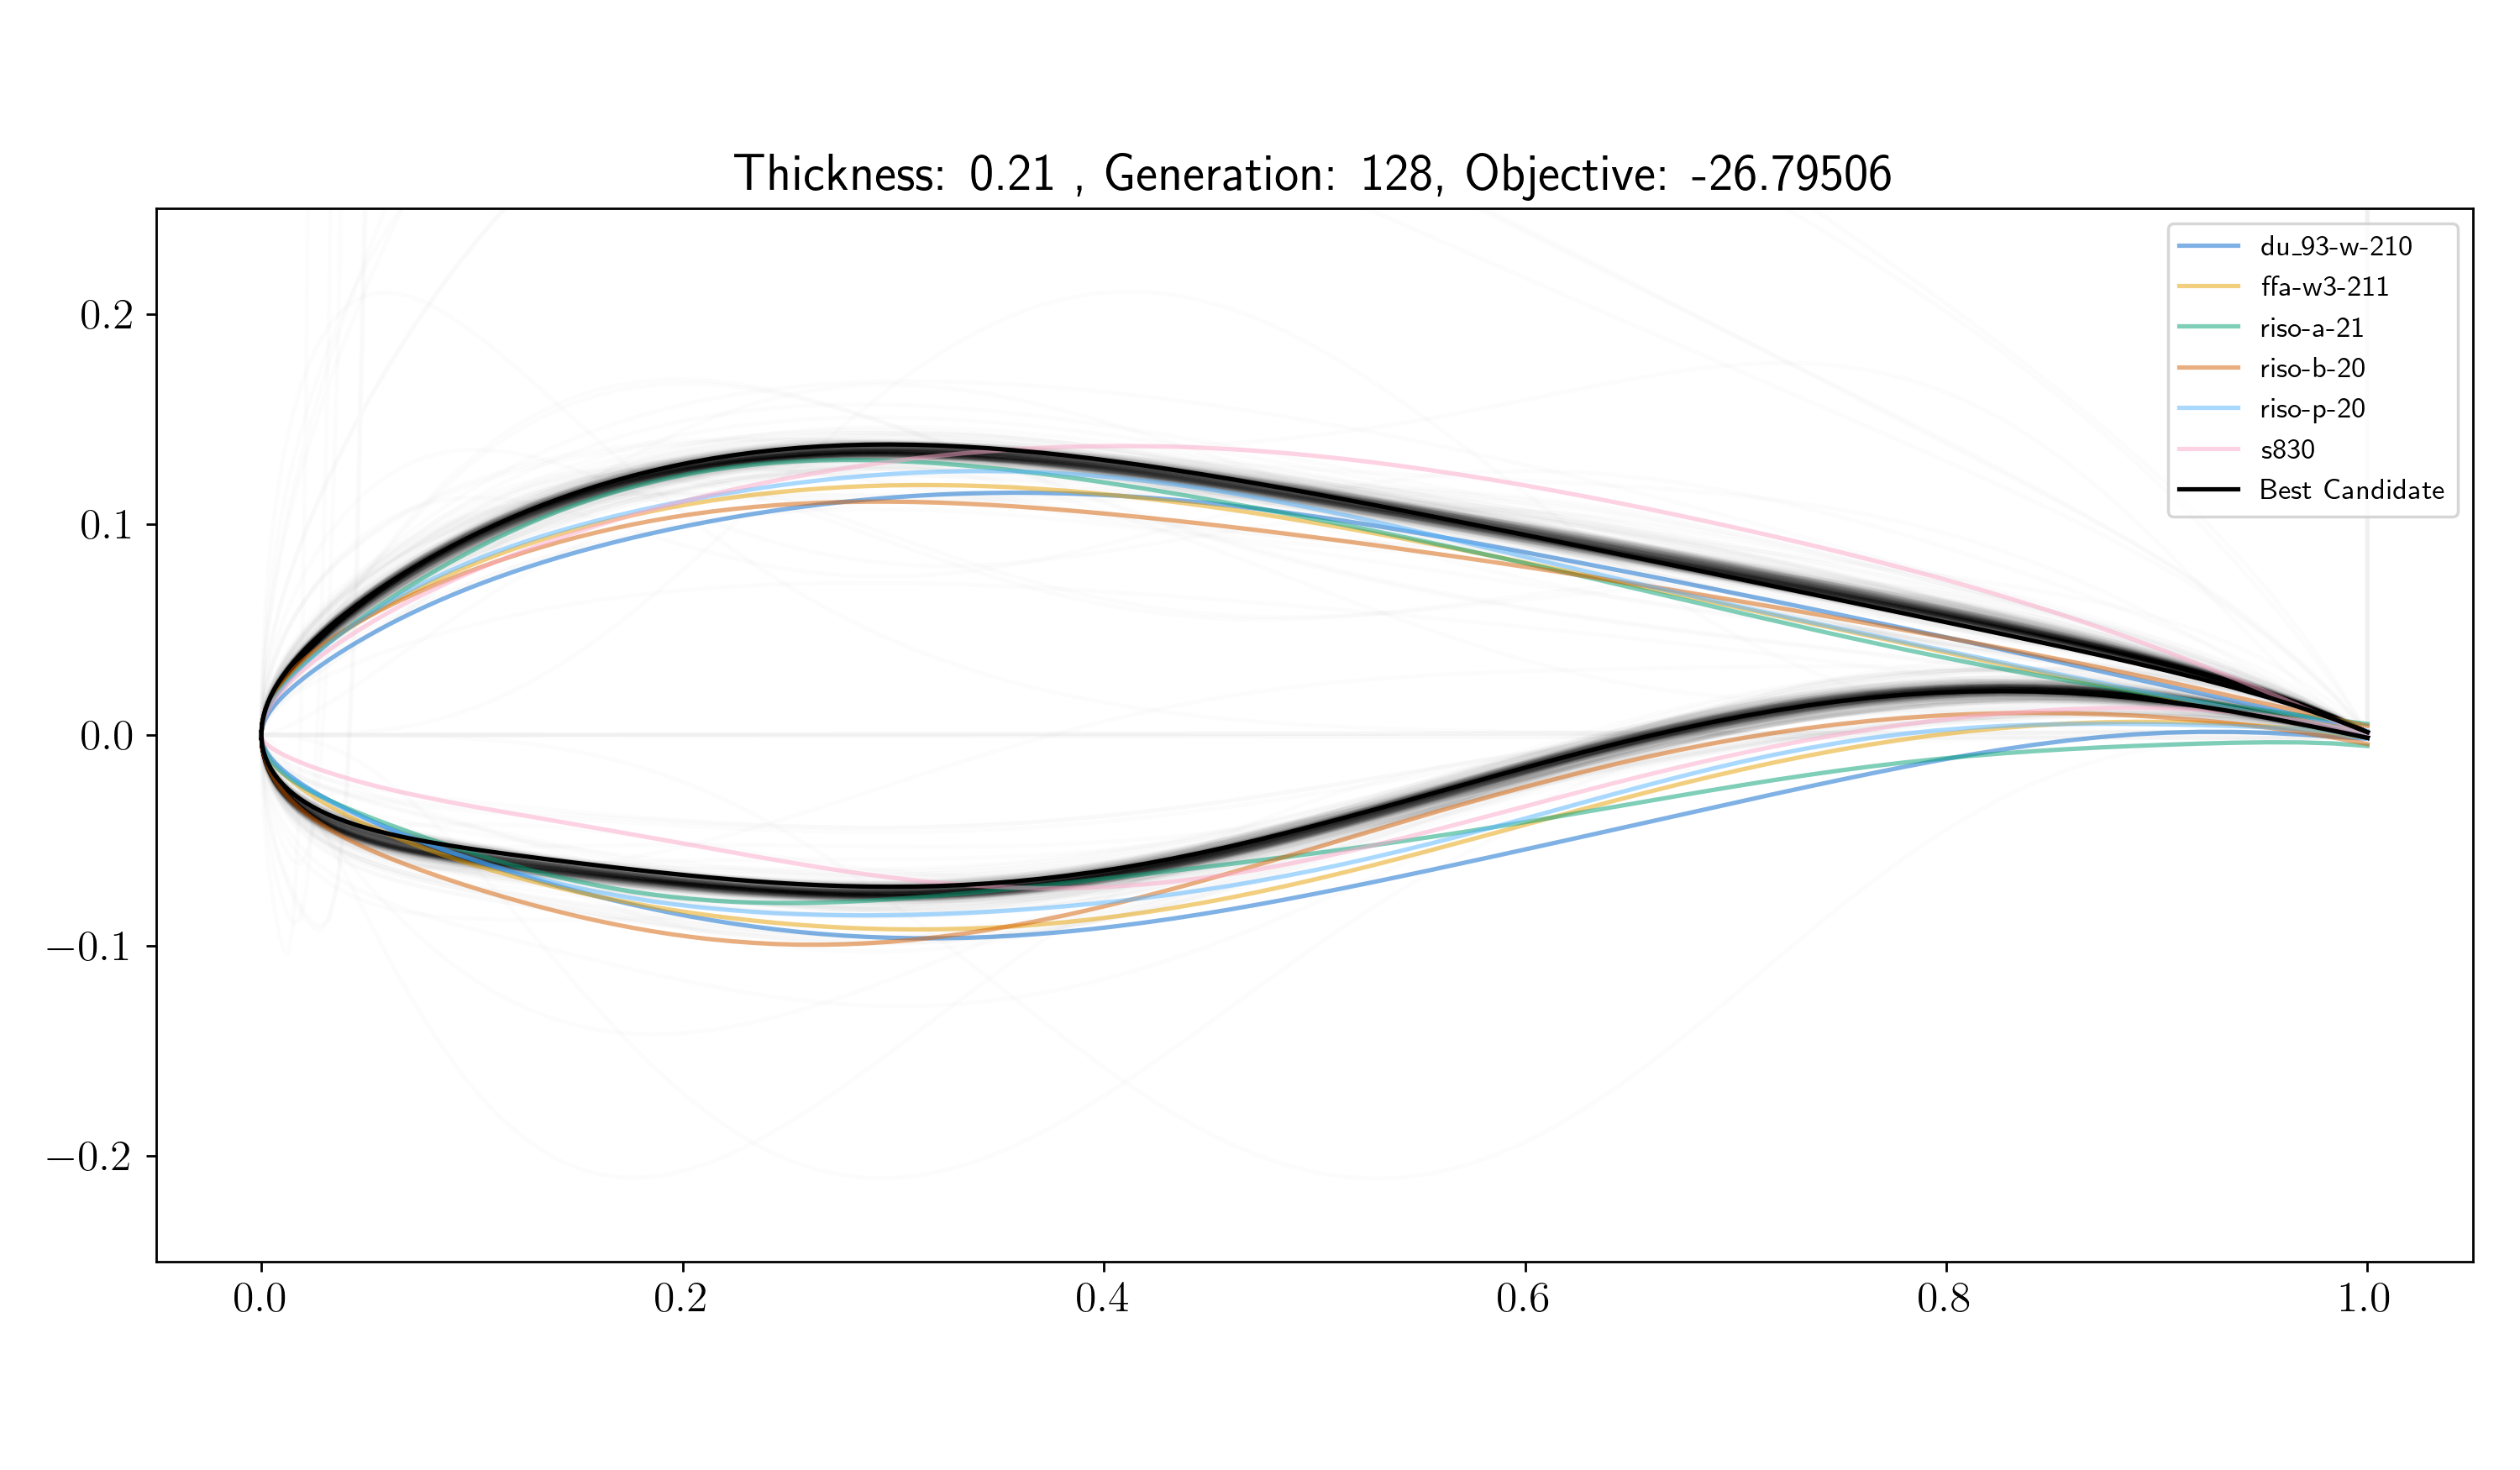 Thickness: 0.21 , Generation: 128, Objective: -26.79506
du_93-w-210
ffa-w3-211
riso-a-21
riso-b-20
riso-p-20
s830
Best Candidate
0.2
0.1
0.0
−0.1
−0.2
0.0 0.2 0.4 0.6 0.8 1.0